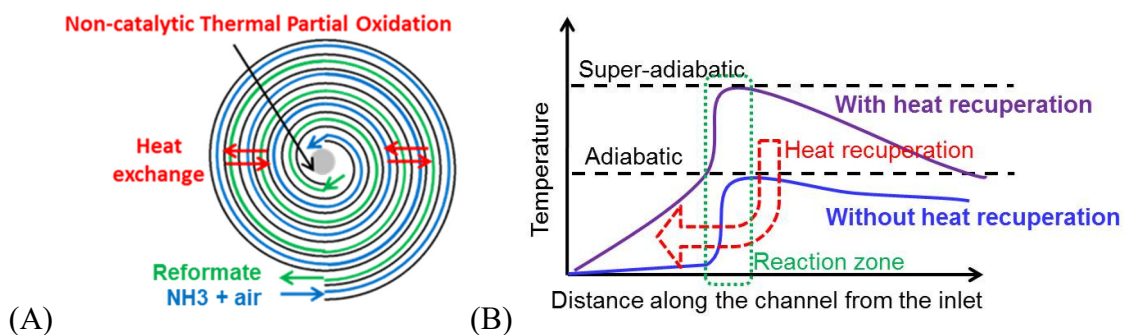 Non-catalytic Thermal Partial Oxidation
Heat
exchange
Reformate
NH3 + air
(A)
Temperature
Super-adiabatic
With heat recuperation
Adiabatic
Heat recuperation
Without heat recuperation
Reaction zone
Distance along the channel from the inlet
(B)